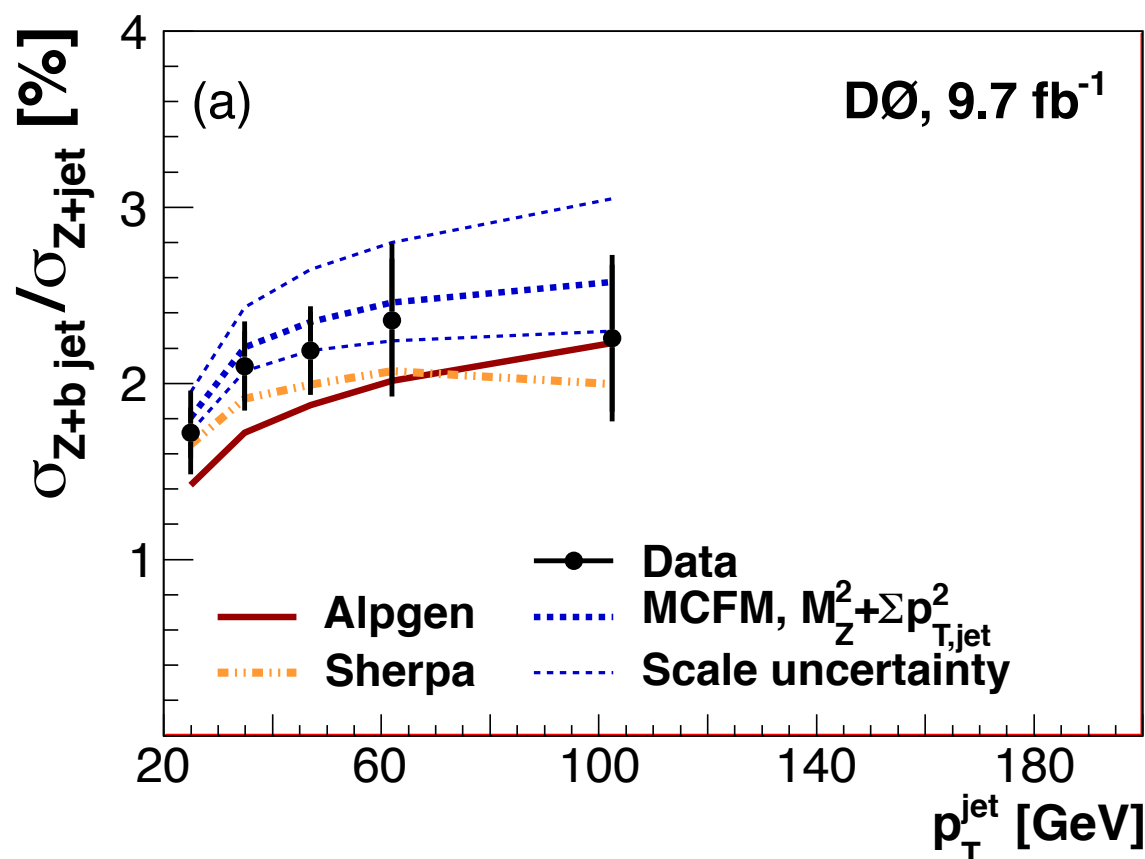 σZ+b jet/σZ+jet [%]
4
3
2
1
(a)
DØ, 9.7 fb-1
Data
Alpgen
MCFM, M²Z+Σp²T,jet
Sherpa
Scale uncertainty
20 60 100 140 180
pTjet [GeV]